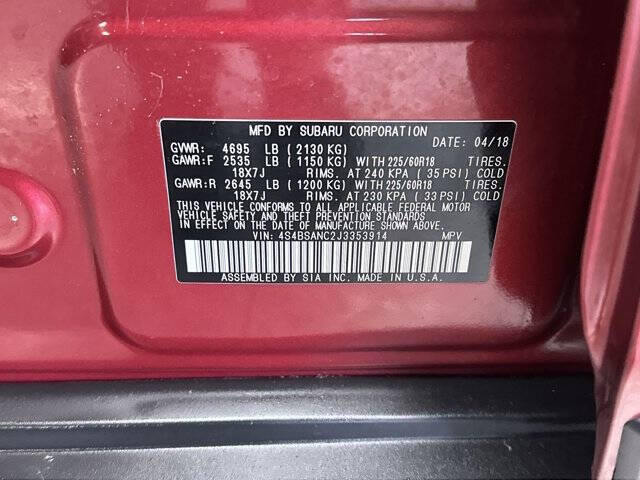 MFD BY SUBARU CORPORATION DATE: 04/18
GVWR: 4695 LB ( 2130 KG)
GAWR:F 2535 LB ( 1150 KG) WITH 225/60R18 TIRES.
18X7J RIMS. AT 240 KPA ( 35 PSI) COLD
GAWR:R 2645 LB ( 1200 KG) WITH 225/60R18 TIRES.
18X7J RIMS. AT 230 KPA ( 33 PSI) COLD
THIS VEHICLE CONFORMS TO ALL APPLICABLE FEDERAL MOTOR
VEHICLE SAFETY AND THEFT PREVENTION STANDARDS
IN EFFECT ON THE DATE OF MANUFACTURE SHOWN ABOVE.
VIN: 4S4BSANC2J3353914 MPV
ASSEMBLED BY SIA INC. MADE IN U.S.A.